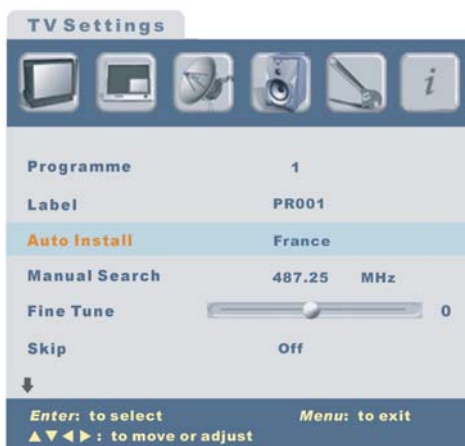 TV Settings
i
Programme 1
Label PR001
Auto Install France
Manual Search 487.25 MHz
Fine Tune 0
Skip Off
Enter: to select Menu: to exit
▲▼◀▶: to move or adjust